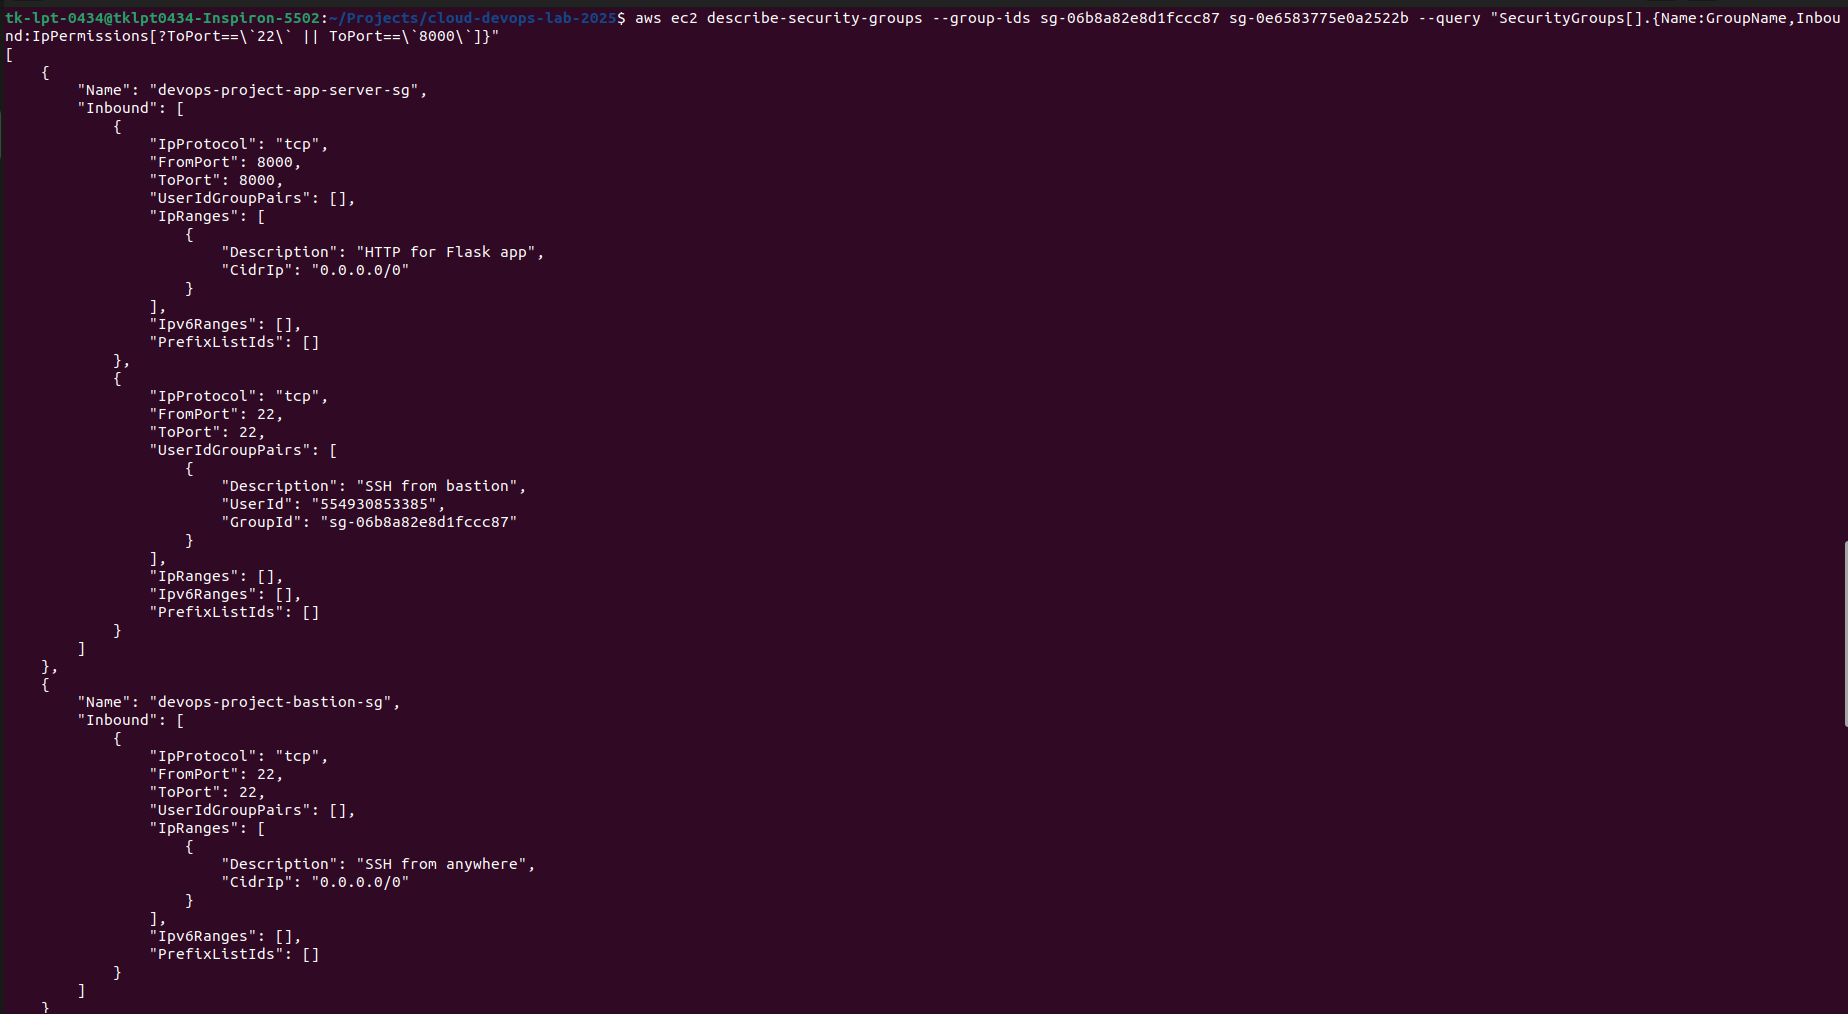 tk-lpt-0434@tklpt0434-Inspiron-5502:~/Projects/cloud-devops-lab-2025$ aws ec2 describe-security-groups --group-ids sg-06b8a82e8d1fccc87 sg-0e6583775e0a2522b --query "SecurityGroups[].{Name:GroupName,Inbou
nd:IpPermissions[?ToPort==\`22\` || ToPort==\`8000\`]}"
[
    {
        "Name": "devops-project-app-server-sg",
        "Inbound": [
            {
                "IpProtocol": "tcp",
                "FromPort": 8000,
                "ToPort": 8000,
                "UserIdGroupPairs": [],
                "IpRanges": [
                    {
                        "Description": "HTTP for Flask app",
                        "CidrIp": "0.0.0.0/0"
                    }
                ],
                "Ipv6Ranges": [],
                "PrefixListIds": []
            },
            {
                "IpProtocol": "tcp",
                "FromPort": 22,
                "ToPort": 22,
                "UserIdGroupPairs": [
                    {
                        "Description": "SSH from bastion",
                        "UserId": "554930853385",
                        "GroupId": "sg-06b8a82e8d1fccc87"
                    }
                ],
                "IpRanges": [],
                "Ipv6Ranges": [],
                "PrefixListIds": []
            }
        ]
    },
    {
        "Name": "devops-project-bastion-sg",
        "Inbound": [
            {
                "IpProtocol": "tcp",
                "FromPort": 22,
                "ToPort": 22,
                "UserIdGroupPairs": [],
                "IpRanges": [
                    {
                        "Description": "SSH from anywhere",
                        "CidrIp": "0.0.0.0/0"
                    }
                ],
                "Ipv6Ranges": [],
                "PrefixListIds": []
            }
        ]
    }